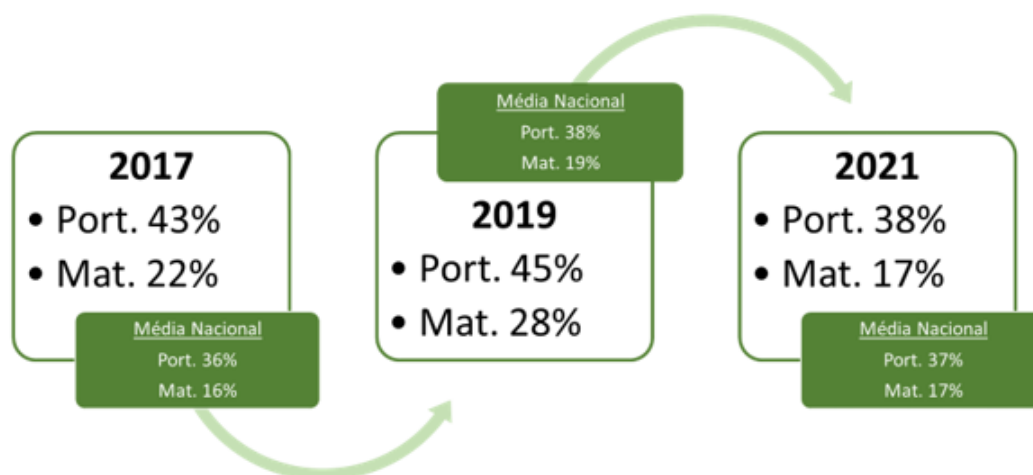 2017
• Port. 43%
• Mat. 22%
Média Nacional
Port. 36%
Mat. 16%
Média Nacional
Port. 38%
Mat. 19%
2019
• Port. 45%
• Mat. 28%
2021
• Port. 38%
• Mat. 17%
Média Nacional
Port. 37%
Mat. 17%